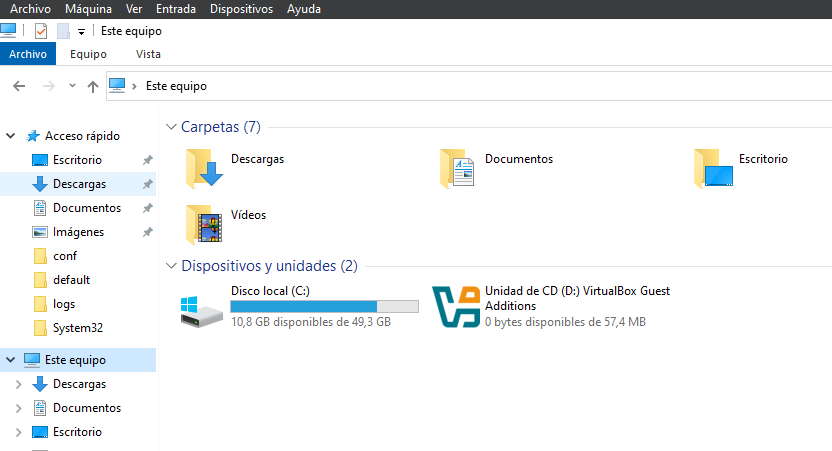 Archivo Máquina Ver Entrada Dispositivos Ayuda
Este equipo
Archivo Equipo Vista
Este equipo
Acceso rápido
Escritorio
Descargas
Documentos
Imágenes
conf
default
logs
System32
Este equipo
Descargas
Documentos
Escritorio
Carpetas (7)
Descargas
Documentos
Escritorio
Vídeos
Dispositivos y unidades (2)
Disco local (C:)
10,8 GB disponibles de 49,3 GB
Unidad de CD (D:) VirtualBox Guest
Additions
0 bytes disponibles de 57,4 MB